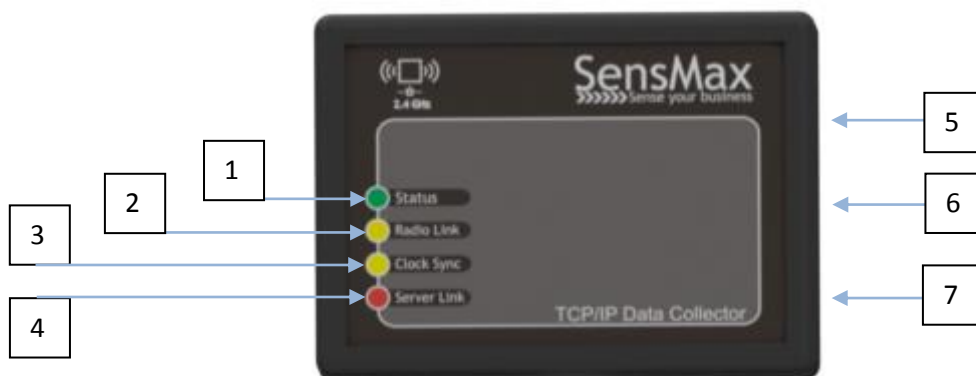 SensMax
Sense your business
2.4 GHz
1
5
Status
2
6
Radio Link
3
Clock Sync
4
7
Server Link
TCP/IP Data Collector